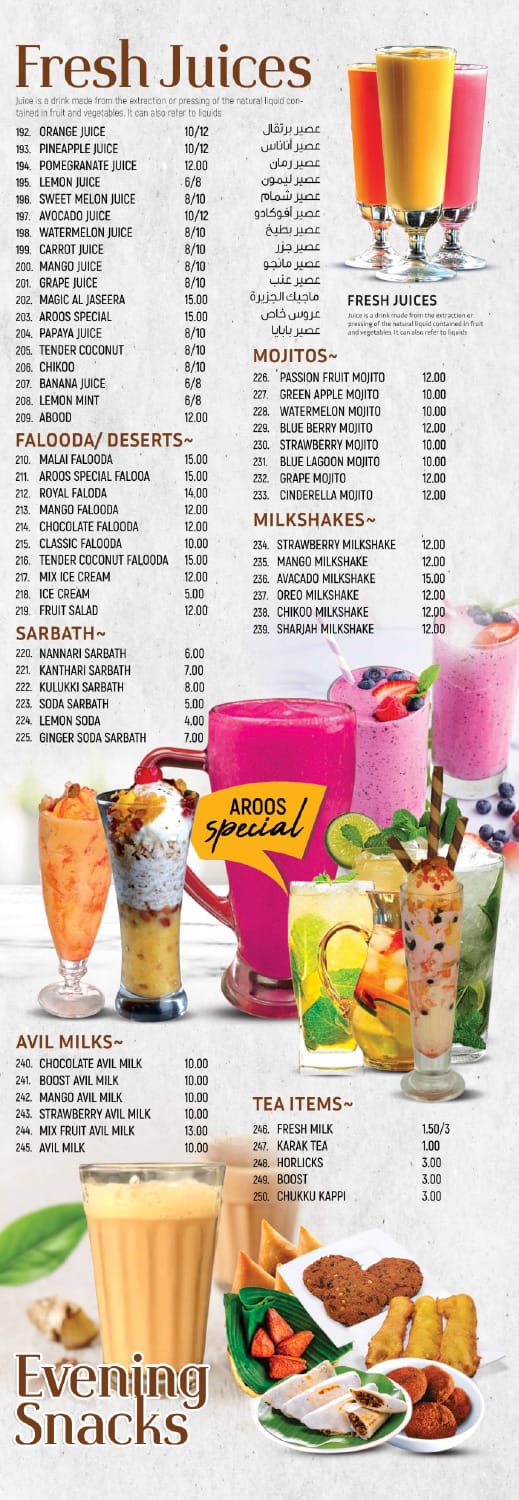 Fresh Juices
Juice is a drink made from the extraction or pressing of the natural liquid con-
tained in fruit and vegetables. It can also refer to liquids
192. ORANGE JUICE 10/12 عصير برتقال
193. PINEAPPLE JUICE 10/12 عصير أناناس
194. POMEGRANATE JUICE 12.00 عصير رمان
195. LEMON JUICE 6/8 عصير ليمون
196. SWEET MELON JUICE 8/10 عصير شمام
197. AVOCADO JUICE 10/12 عصير أفوكادو
198. WATERMELON JUICE 8/10 عصير بطيخ
199. CARROT JUICE 8/10 عصير جزر
200. MANGO JUICE 8/10 عصير مانجو
201. GRAPE JUICE 8/10 عصير عنب
202. MAGIC AL JASEERA 15.00 ماجيك الجزيرة
203. AROOS SPECIAL 15.00 عروس خاص
204. PAPAYA JUICE 8/10 عصير بابايا
205. TENDER COCONUT 8/10
206. CHIKOO 8/10
207. BANANA JUICE 6/8
208. LEMON MINT 6/8
209. ABOOD 12.00
FALOODA/ DESERTS~
210. MALAI FALOODA 15.00
211. AROOS SPECIAL FALOOA 15.00
212. ROYAL FALODA 14.00
213. MANGO FALOODA 12.00
214. CHOCOLATE FALOODA 12.00
215. CLASSIC FALOODA 10.00
216. TENDER COCONUT FALOODA 15.00
217. MIX ICE CREAM 12.00
218. ICE CREAM 5.00
219. FRUIT SALAD 12.00
SARBATH~
220. NANNARI SARBATH 6.00
221. KANTHARI SARBATH 7.00
222. KULUKKI SARBATH 8.00
223. SODA SARBATH 5.00
224. LEMON SODA 4.00
225. GINGER SODA SARBATH 7.00
FRESH JUICES
Juice is a drink made from the extraction or
pressing of the natural liquid contained in fruit
and vegetables. It can also refer to liquids
MOJITOS~
226. PASSION FRUIT MOJITO 12.00
227. GREEN APPLE MOJITO 10.00
228. WATERMELON MOJITO 10.00
229. BLUE BERRY MOJITO 12.00
230. STRAWBERRY MOJITO 10.00
231. BLUE LAGOON MOJITO 10.00
232. GRAPE MOJITO 12.00
233. CINDERELLA MOJITO 12.00
MILKSHAKES~
234. STRAWBERRY MILKSHAKE 12.00
235. MANGO MILKSHAKE 12.00
236. AVACADO MILKSHAKE 15.00
237. OREO MILKSHAKE 12.00
238. CHIKOO MILKSHAKE 12.00
239. SHARJAH MILKSHAKE 12.00
AROOS
special
AVIL MILKS~
240. CHOCOLATE AVIL MILK 10.00
241. BOOST AVIL MILK 10.00
242. MANGO AVIL MILK 10.00
243. STRAWBERRY AVIL MILK 10.00
244. MIX FRUIT AVIL MILK 13.00
245. AVIL MILK 10.00
TEA ITEMS~
246. FRESH MILK 1.50/3
247. KARAK TEA 1.00
248. HORLICKS 3.00
249. BOOST 3.00
250. CHUKKU KAPPI 3.00
Evening
Snacks